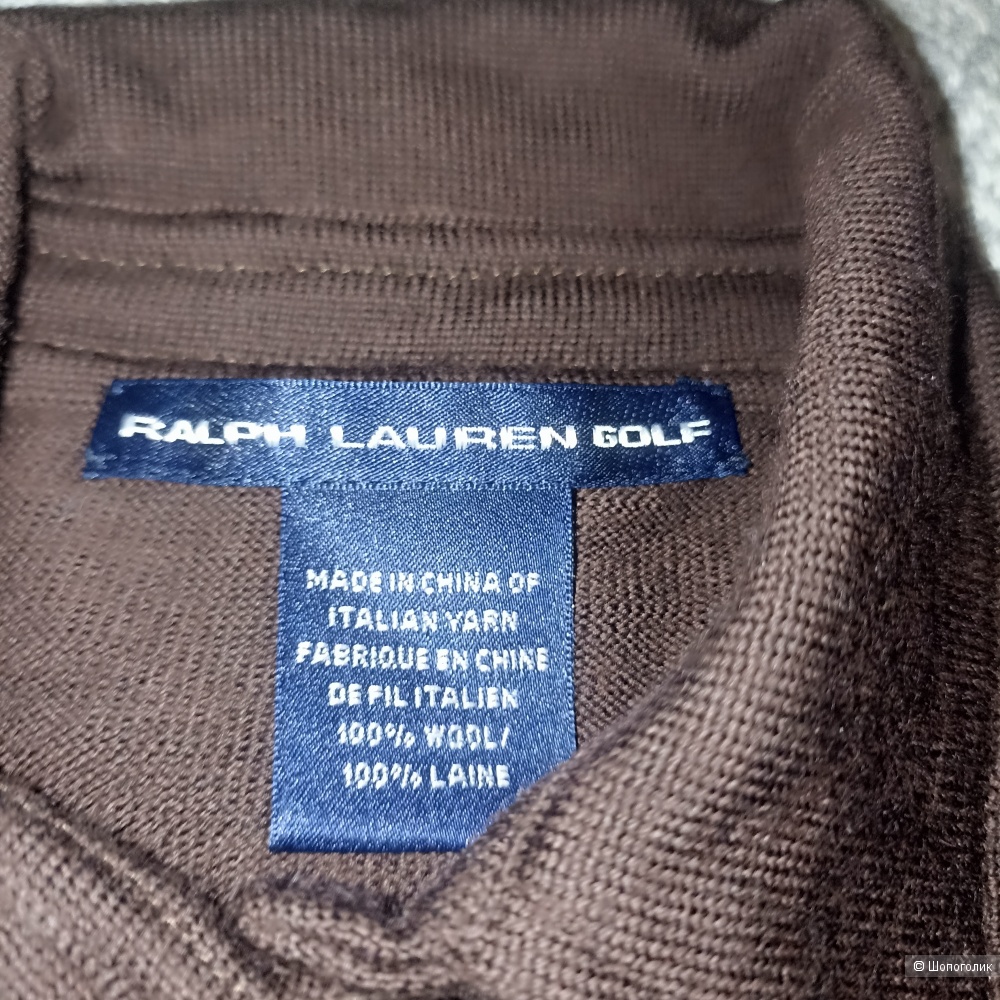 RALPH LAUREN GOLF
MADE IN CHINA OF
ITALIAN YARN
FABRIQUE EN CHINE
DE FIL ITALIEN
100% WOOL/
100% LAINE
© Шопоголик